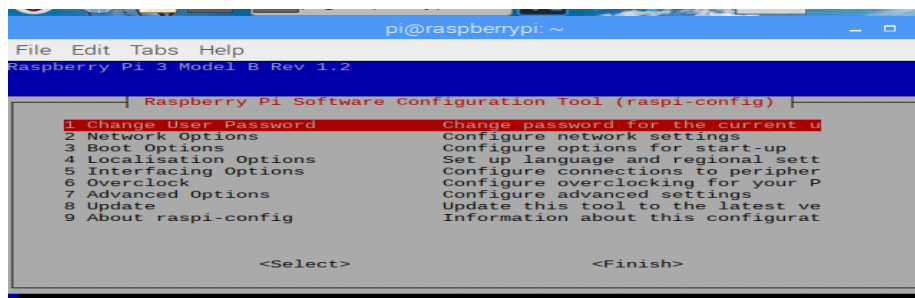 pi@raspberrypi: ~
File Edit Tabs Help
Raspberry Pi 3 Model B Rev 1.2
Raspberry Pi Software Configuration Tool (raspi-config)
1 Change User Password Change password for the current u
2 Network Options Configure network settings
3 Boot Options Configure options for start-up
4 Localisation Options Set up language and regional sett
5 Interfacing Options Configure connections to peripher
6 Overclock Configure overclocking for your P
7 Advanced Options Configure advanced settings
8 Update Update this tool to the latest ve
9 About raspi-config Information about this configurat
<Select> <Finish>